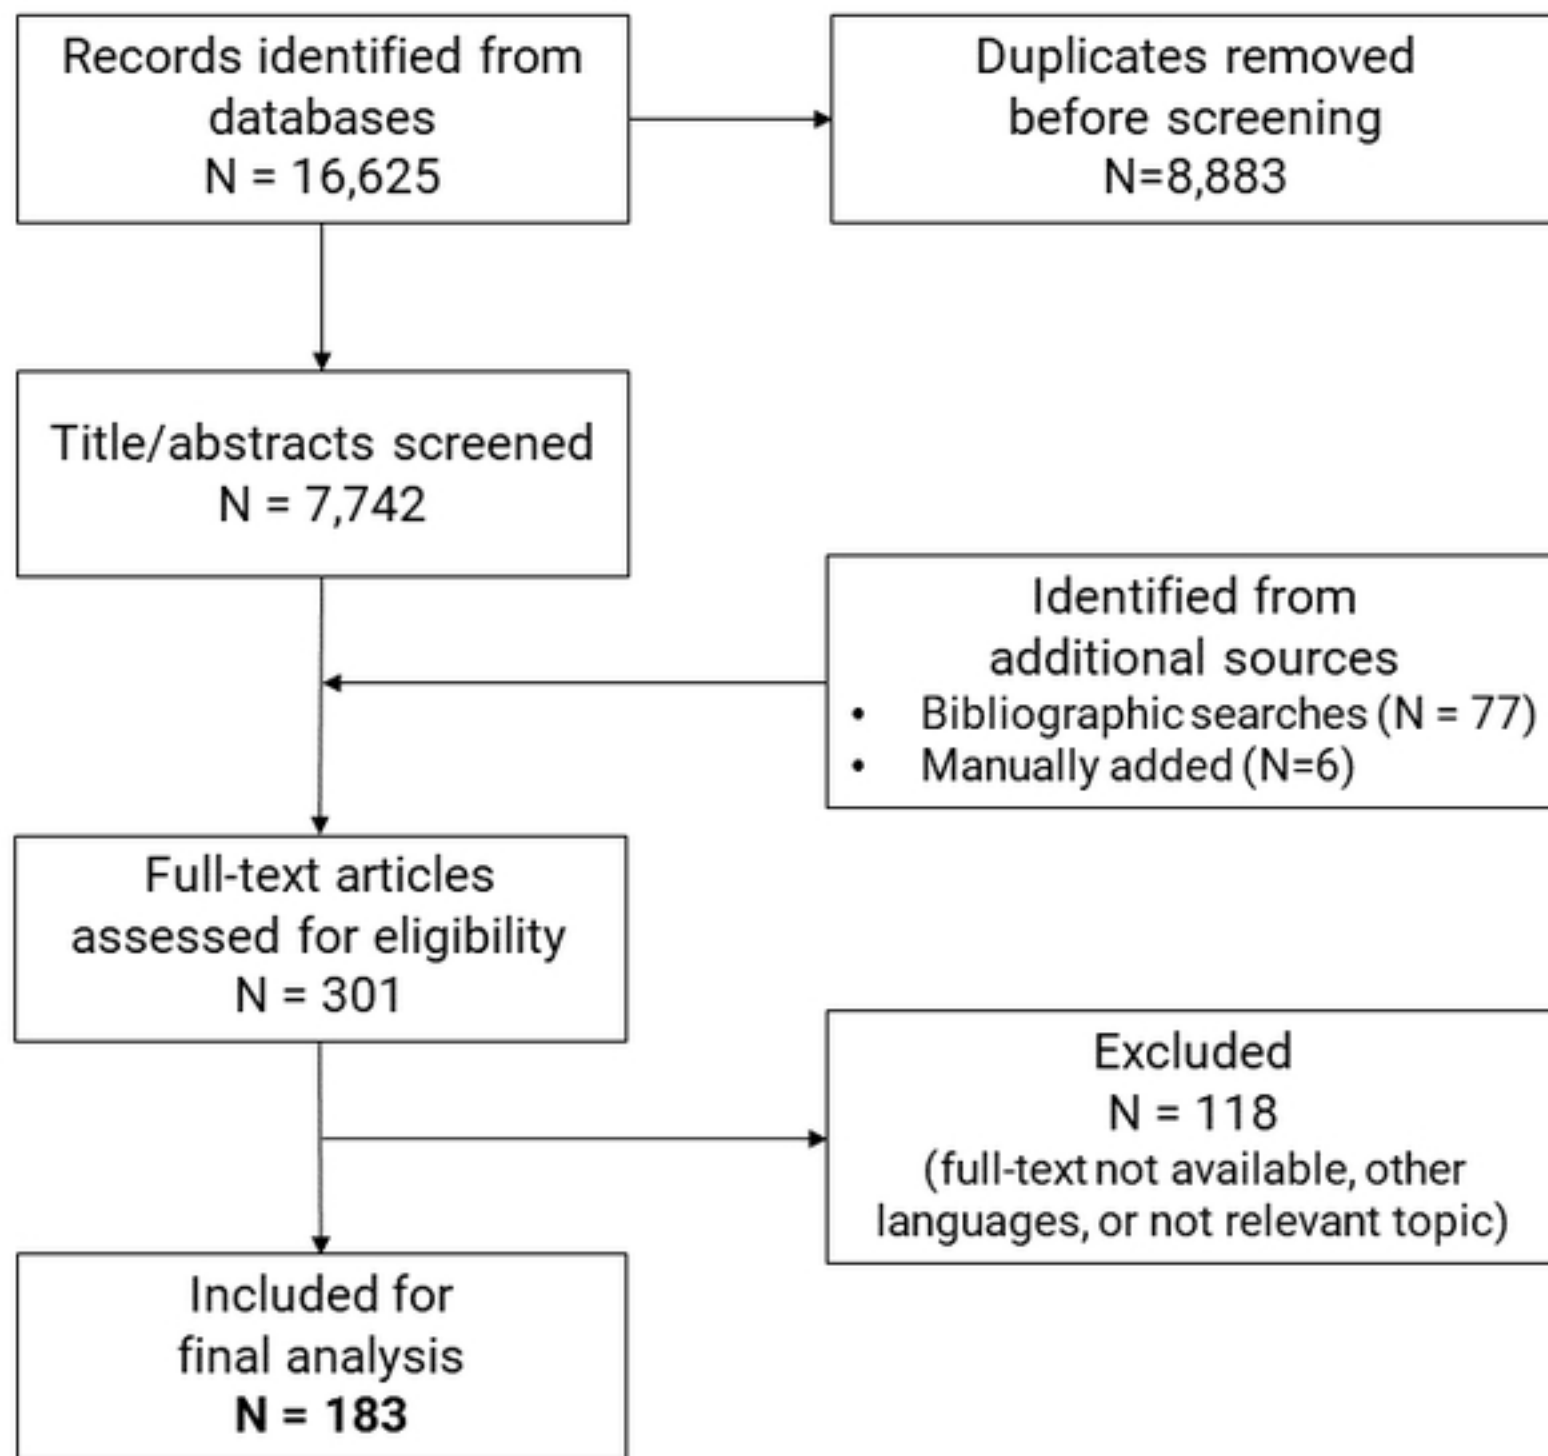 Records identified from
databases
N = 16,625
Duplicates removed
before screening
N=8,883
Title/abstracts screened
N = 7,742
Identified from
additional sources
• Bibliographic searches (N = 77)
• Manually added (N=6)
Full-text articles
assessed for eligibility
N = 301
Excluded
N = 118
(full-text not available, other
languages, or not relevant topic)
Included for
final analysis
N = 183